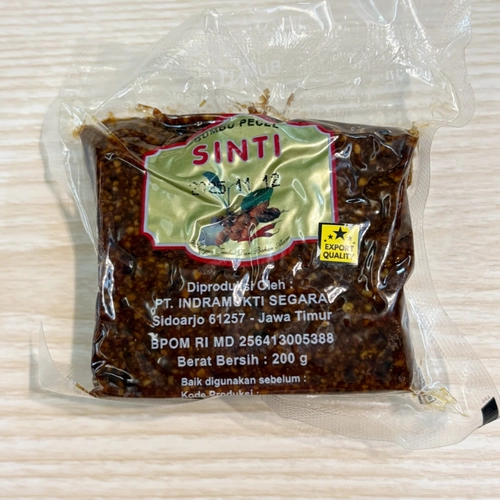 BUMBU PECEL
SINTI
2025 11 12
EXPORT
QUALITY
Diproduksi Oleh :
PT. INDRAMUKTI SEGARA
Sidoarjo 61257 - Jawa Timur
BPOM RI MD 256413005388
Berat Bersih : 200 g
Baik digunakan sebelum :
Kode Produksi :